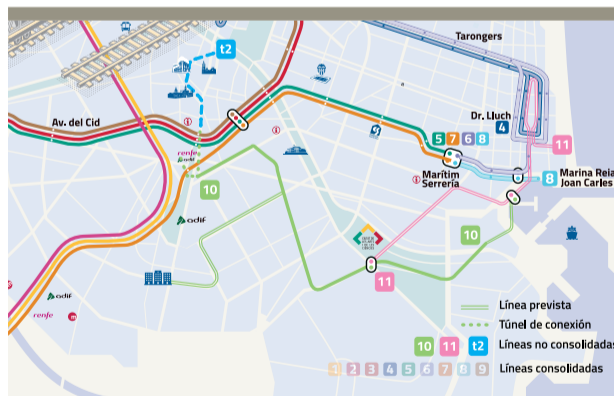 t2
Tarongers
Av. del Cid
Dr. Lluch
4
5 7 6 8
11
renfe
adif
Marítim
Serrería
8
Marina Reial
Joan Carles
10
adif
10
11
adif
renfe
Línea prevista
Túnel de conexión
10 11 t2 Líneas no consolidadas
1 2 3 4 5 6 7 8 9 Líneas consolidadas